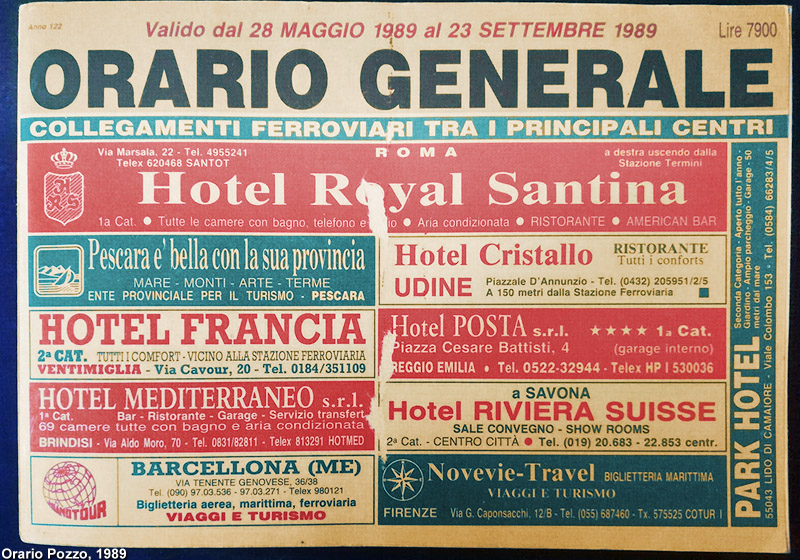 Anno 122
Valido dal 28 MAGGIO 1989 al 23 SETTEMBRE 1989
Lire 7900
ORARIO GENERALE
COLLEGAMENTI FERROVIARI TRA I PRINCIPALI CENTRI
Via Marsala, 22 - Tel. 4955241
Telex 620468 SANTOT
ROMA
a destra uscendo dalla
Stazione Termini
Hotel Royal Santina
1a Cat. ● Tutte le camere con bagno, telefono e ● Aria condizionata ● RISTORANTE ● AMERICAN BAR
Pescara e' bella con la sua provincia
MARE - MONTI - ARTE - TERME
ENTE PROVINCIALE PER IL TURISMO - PESCARA
Hotel Cristallo
RISTORANTE
Tutti i conforts
UDINE
Piazzale D'Annunzio - Tel. (0432) 205951/2/5
A 150 metri dalla Stazione Ferroviaria
HOTEL FRANCIA
2ª CAT. TUTTI I COMFORT - VICINO ALLA STAZIONE FERROVIARIA
VENTIMIGLIA - Via Cavour, 20 - Tel. 0184/351109
Hotel POSTA s.r.l. ★★★★ 1a Cat.
Piazza Cesare Battisti, 4 (garage interno)
REGGIO EMILIA ● Tel. 0522-32944 - Telex HP I 530036
HOTEL MEDITERRANEO s.r.l.
1ª Cat. Bar - Ristorante - Garage - Servizio transfert
69 camere tutte con bagno e aria condizionata
BRINDISI - Via Aldo Moro, 70 - Tel. 0831/82811 - Telex 813291 HOTMED
a SAVONA
Hotel RIVIERA SUISSE
SALE CONVEGNO - SHOW ROOMS
2ª Cat. - CENTRO CITTÀ ● Tel. (019) 20.683 - 22.853 centr.
BARCELLONA (ME)
VIA TENENTE GENOVESE, 36/38
Tel. (090) 97.03.536 - 97.03.271 - Telex 980121
Biglietteria aerea, marittima, ferroviaria
VIAGGI E TURISMO
Novevie-Travel BIGLIETTERIA MARITTIMA
VIAGGI E TURISMO
FIRENZE Via G. Caponsacchi, 12/B - Tel. (055) 687460 - Tx. 575525 COTUR I
PARK HOTEL
Seconda Categorie - Aperto tutto l'anno -
Giardino - Ampio parcheggio - Garage - 50
metri dal mare
55043 LIDO DI CAMAIORE - Viale Colombo 153 - Tel. (0584) 66283/4/5
Orario Pozzo, 1989